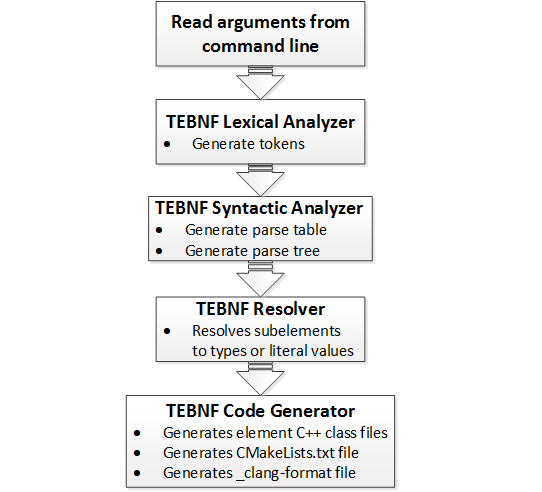 Read arguments from
command line
TEBNF Lexical Analyzer
• Generate tokens
TEBNF Syntactic Analyzer
• Generate parse table
• Generate parse tree
TEBNF Resolver
• Resolves subelements
to types or literal values
TEBNF Code Generator
• Generates element C++ class files
• Generates CMakeLists.txt file
• Generates _clang-format file